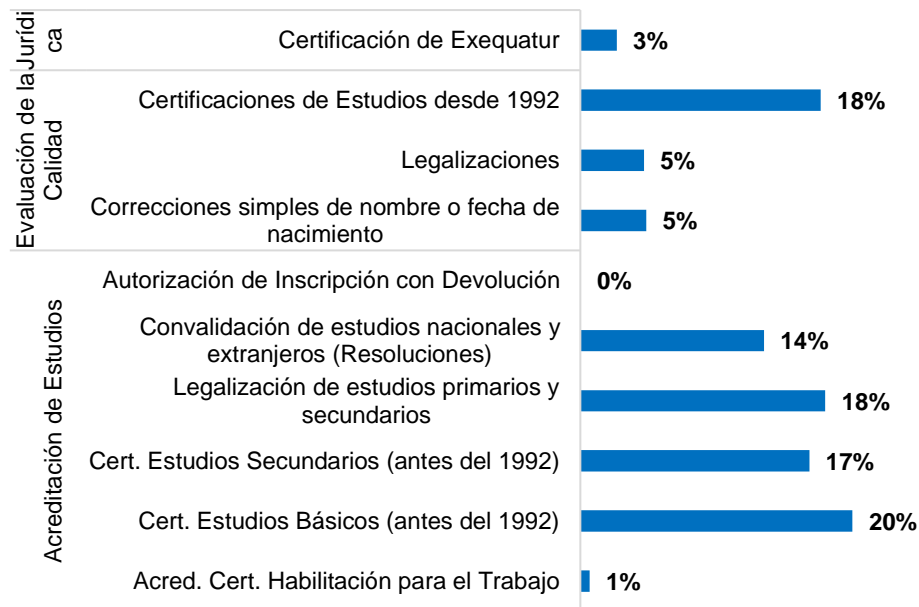 Jurídi
ca
Certificación de Exequatur
3%
Evaluación de la
Calidad
Certificaciones de Estudios desde 1992
18%
Legalizaciones
5%
Correcciones simples de nombre o fecha de
nacimiento
5%
Acreditación de Estudios
Autorización de Inscripción con Devolución
0%
Convalidación de estudios nacionales y
extranjeros (Resoluciones)
14%
Legalización de estudios primarios y
secundarios
18%
Cert. Estudios Secundarios (antes del 1992)
17%
Cert. Estudios Básicos (antes del 1992)
20%
Acred. Cert. Habilitación para el Trabajo
1%